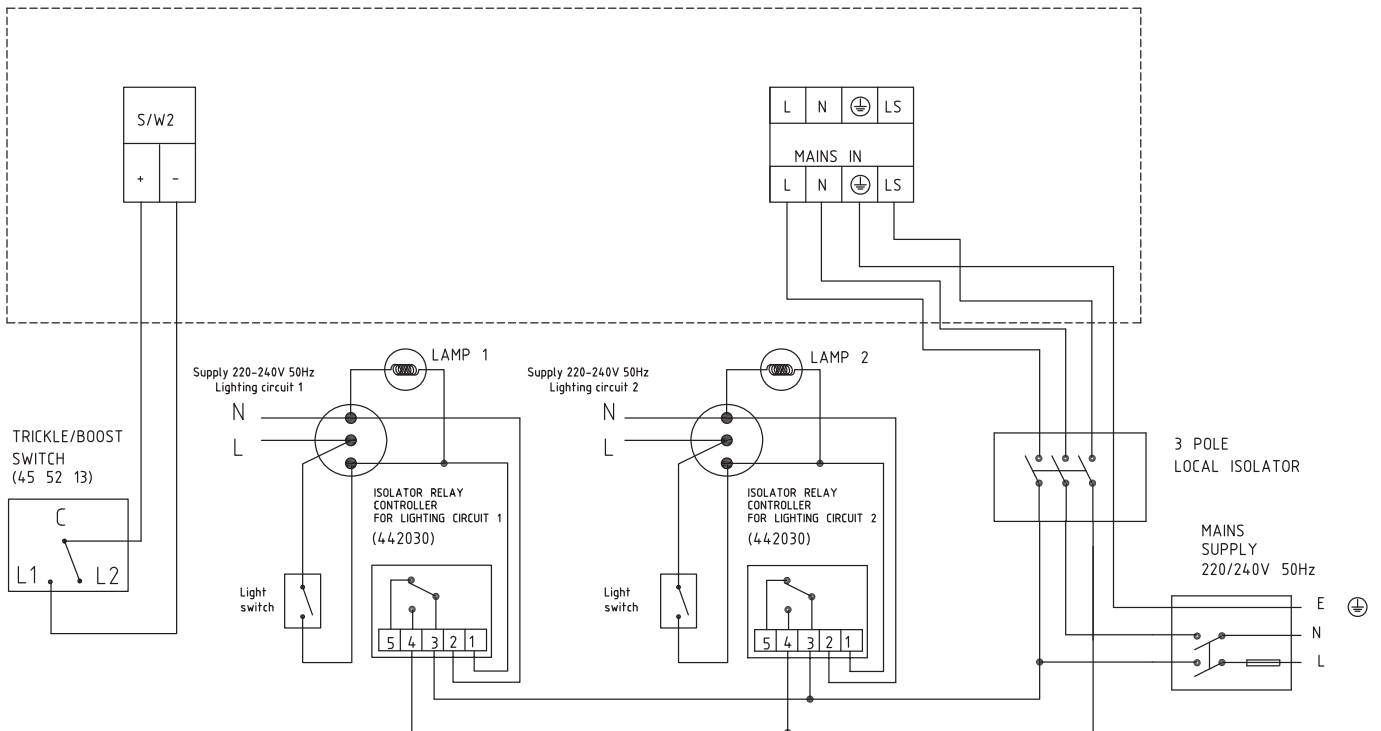 S/W2
+ -
L N LS
MAINS IN
L N LS
LAMP 1
Supply 220-240V 50Hz
Lighting circuit 1
N
L
LAMP 2
Supply 220-240V 50Hz
Lighting circuit 2
N
L
TRICKLE/BOOST
SWITCH
(45 52 13)
C
L1 L2
ISOLATOR RELAY
CONTROLLER
FOR LIGHTING CIRCUIT 1
(442030)
Light
switch
5 4 3 2 1
ISOLATOR RELAY
CONTROLLER
FOR LIGHTING CIRCUIT 2
(442030)
Light
switch
5 4 3 2 1
3 POLE
LOCAL ISOLATOR
MAINS
SUPPLY
220/240V 50Hz
E
N
L